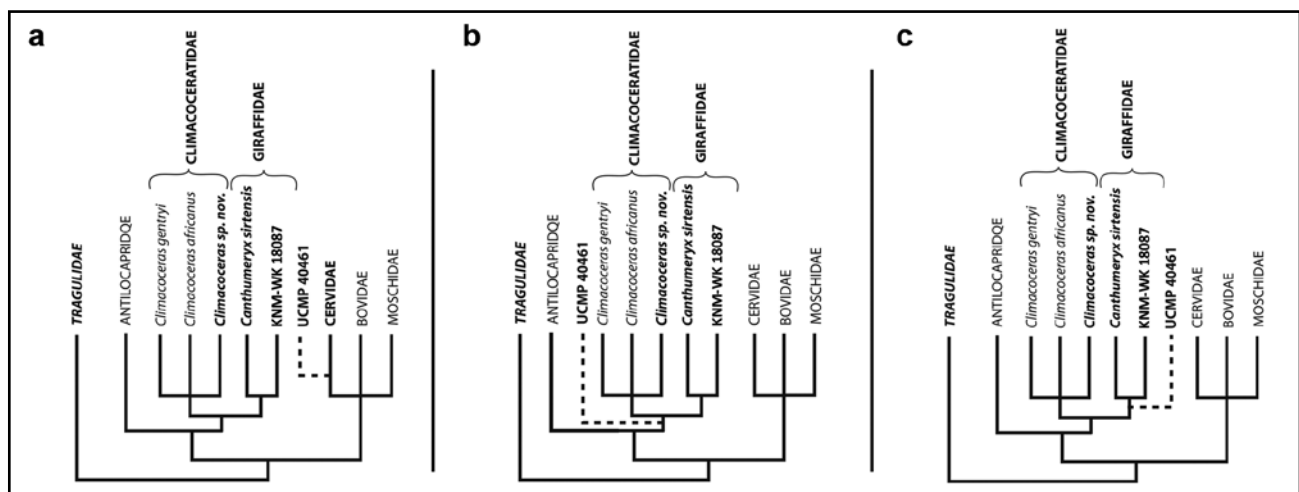 a
CLIMACOCERATIDAE
GIRAFFIDAE
TRAGULIDAE
ANTILOCAPRIDQE
Climacoceras gentryi
Climacoceras africanus
Climacoceras sp. nov.
Canthumeryx sirtensis
KNM-WK 18087
UCMP 40461
CERVIDAE
BOVIDAE
MOSCHIDAE
b
CLIMACOCERATIDAE
GIRAFFIDAE
TRAGULIDAE
ANTILOCAPRIDQE
UCMP 40461
Climacoceras gentryi
Climacoceras africanus
Climacoceras sp. nov.
Canthumeryx sirtensis
KNM-WK 18087
CERVIDAE
BOVIDAE
MOSCHIDAE
c
CLIMACOCERATIDAE
GIRAFFIDAE
TRAGULIDAE
ANTILOCAPRIDQE
Climacoceras gentryi
Climacoceras africanus
Climacoceras sp. nov.
Canthumeryx sirtensis
KNM-WK 18087
UCMP 40461
CERVIDAE
BOVIDAE
MOSCHIDAE